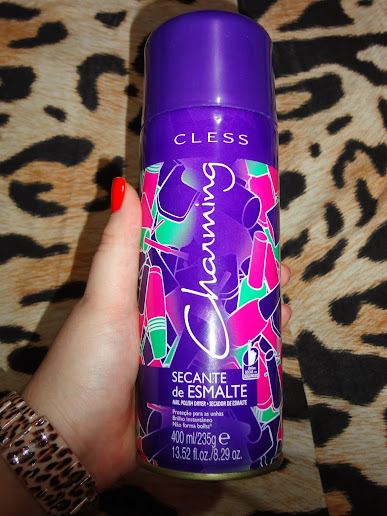 CLESS
Charming
SECANTE
de ESMALTE
NAIL POLISH DRYER • SECADOR DE ESMALTE
Proteção para as unhas
Brilho instantâneo
Não forma bolha*
400 ml/235g e
13.52 fl.oz./8.29 oz.